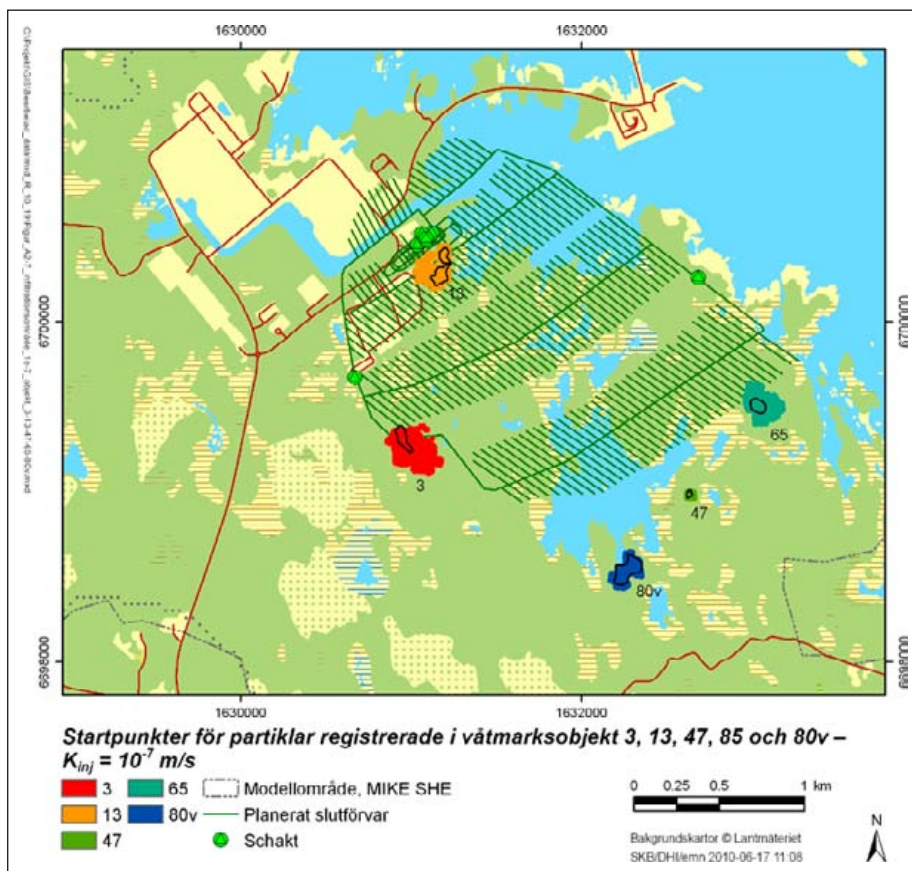 1630000
1632000
6700000
6700000
13
65
3
47
80v
6698000
6698000
1630000
1632000
Startpunkter för partiklar registrerade i våtmarksobjekt 3, 13, 47, 85 och 80v –
Kinj = 10-7 m/s
3
65
Modellområde, MIKE SHE
13
80v
Planerat slutförvar
47
Schakt
0 0.25 0.5 1 km
Bakgrundskartor © Lantmäteriet
SKB/DHI/emn 2010-06-17 11:08
N